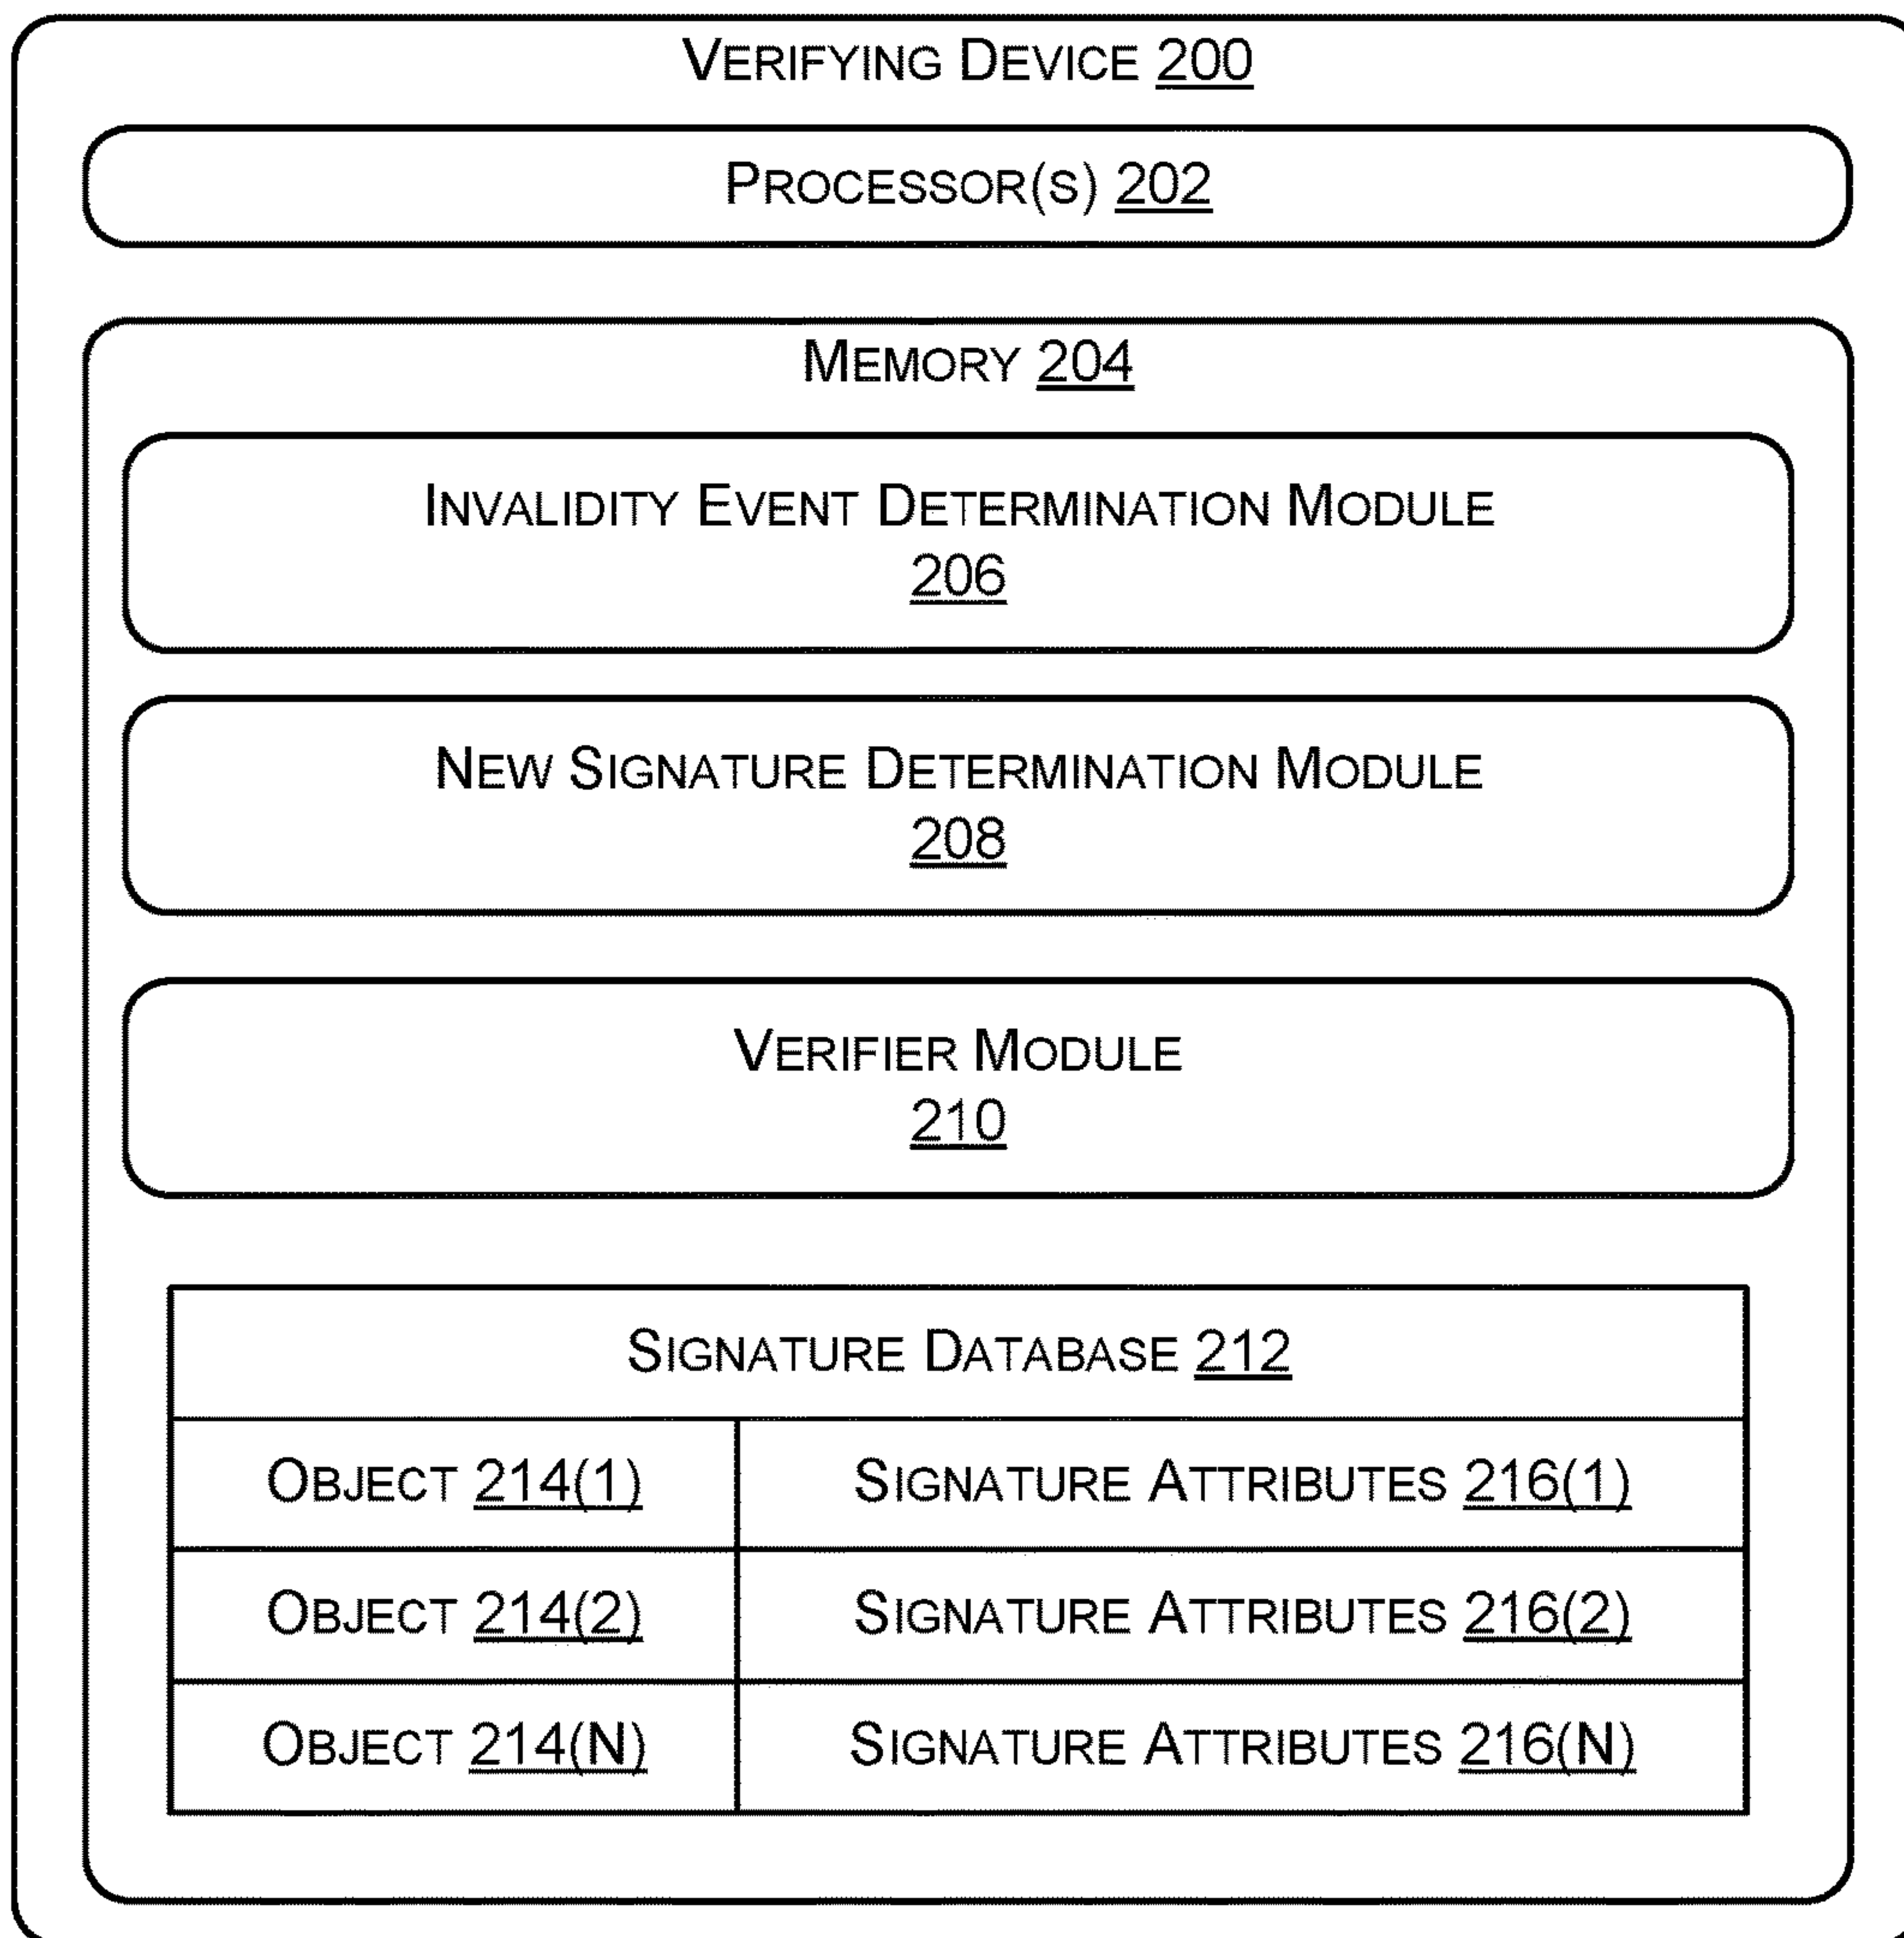 VERIFYING DEVICE 200
PROCESSOR(S) 202
MEMORY 204
INVALIDITY EVENT DETERMINATION MODULE
206
NEW SIGNATURE DETERMINATION MODULE
208
VERIFIER MODULE
210
SIGNATURE DATABASE 212
OBJECT 214(1) SIGNATURE ATTRIBUTES 216(1)
OBJECT 214(2) SIGNATURE ATTRIBUTES 216(2)
OBJECT 214(N) SIGNATURE ATTRIBUTES 216(N)